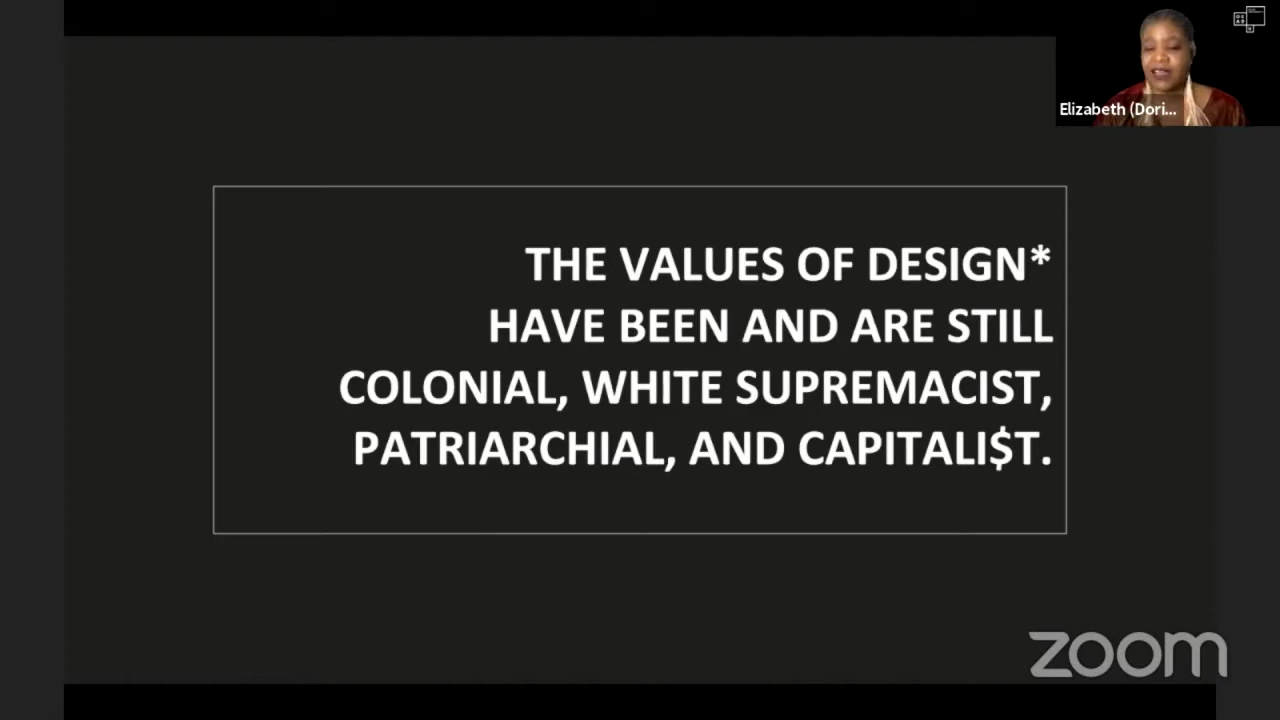 Elizabeth (Dori...
THE VALUES OF DESIGN*
HAVE BEEN AND ARE STILL
COLONIAL, WHITE SUPREMACIST,
PATRIARCHIAL, AND CAPITALI$T.
zoom